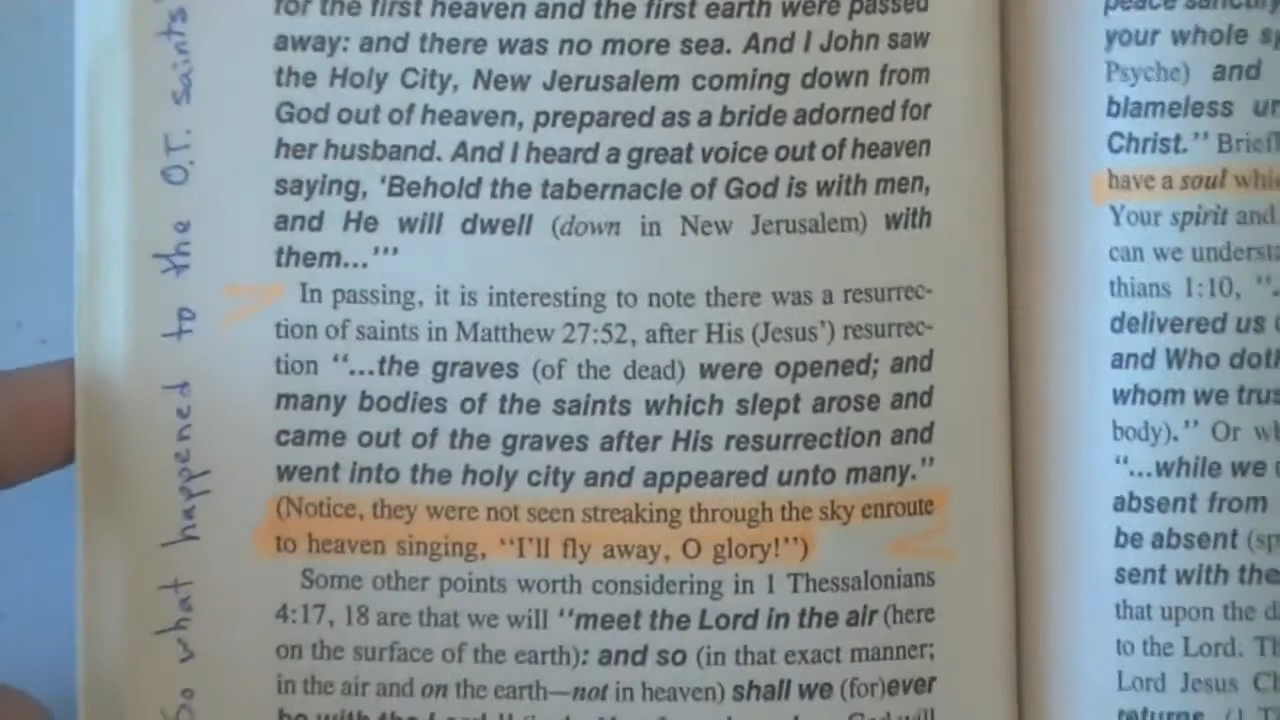 So what happened to the O.T. saints
for the first heaven and the first earth were passed
away: and there was no more sea. And I John saw
the Holy City, New Jerusalem coming down from
God out of heaven, prepared as a bride adorned for
her husband. And I heard a great voice out of heaven
saying, ‘Behold the tabernacle of God is with men,
and He will dwell (down in New Jerusalem) with
them...’”
In passing, it is interesting to note there was a resurrec-
tion of saints in Matthew 27:52, after His (Jesus’) resurrec-
tion “...the graves (of the dead) were opened; and
many bodies of the saints which slept arose and
came out of the graves after His resurrection and
went into the holy city and appeared unto many.”
(Notice, they were not seen streaking through the sky enroute
to heaven singing, “I’ll fly away, O glory!”)
Some other points worth considering in 1 Thessalonians
4:17, 18 are that we will “meet the Lord in the air (here
on the surface of the earth): and so (in that exact manner;
in the air and on the earth—not in heaven) shall we (for)ever
be with the Lord
will
peace
your whole
Psyche) and
blameless
Christ.”
have a soul
Your spirit and
can we
thians 1:10, “
delivered us
and Who
whom we
body).” Or
“...while we
absent from
be absent
sent with the
that upon the
to the Lord.
Lord Jesus
returns